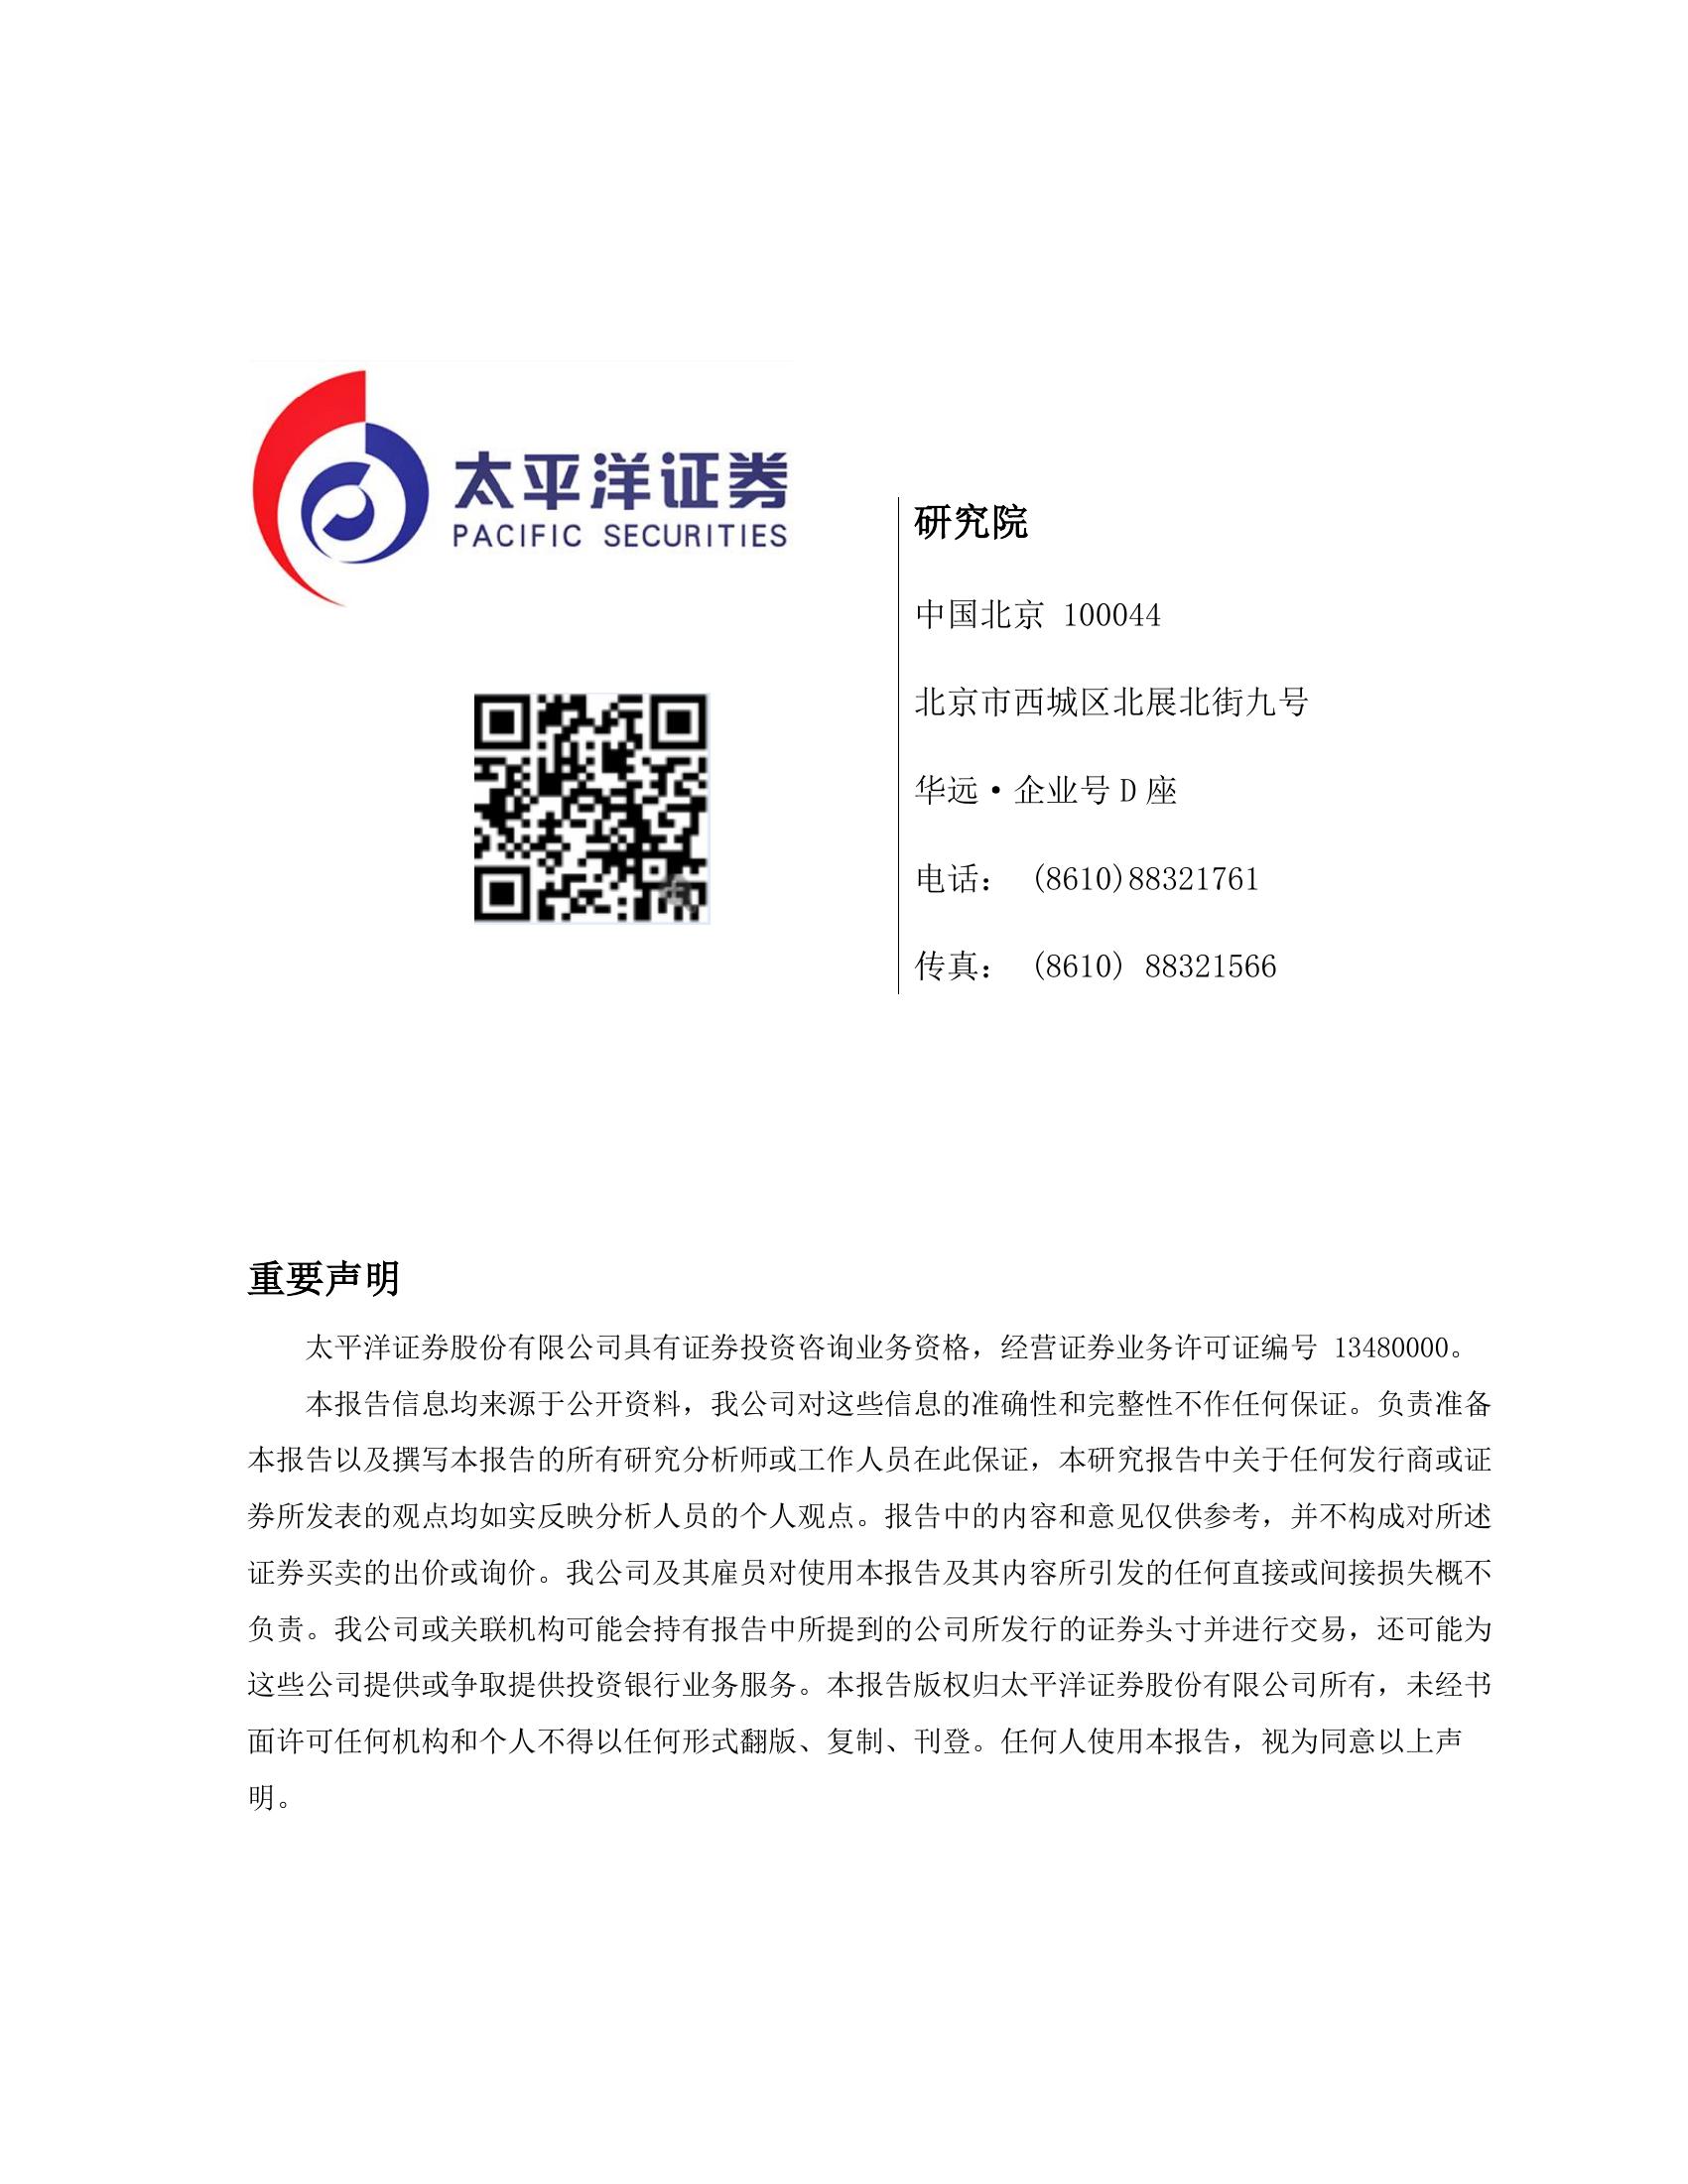 太平洋证券
PACIFIC SECURITIES
研究院
中国北京 100044
北京市西城区北展北街九号
华远•企业号 D 座
电话： (8610)88321761
传真： (8610) 88321566
重要声明
太平洋证券股份有限公司具有证券投资咨询业务资格，经营证券业务许可证编号 13480000。
本报告信息均来源于公开资料，我公司对这些信息的准确性和完整性不作任何保证。负责准备
本报告以及撰写本报告的所有研究分析师或工作人员在此保证，本研究报告中关于任何发行商或证
券所发表的观点均如实反映分析人员的个人观点。报告中的内容和意见仅供参考，并不构成对所述
证券买卖的出价或询价。我公司及其雇员对使用本报告及其内容所引发的任何直接或间接损失概不
负责。我公司或关联机构可能会持有报告中所提到的公司所发行的证券头寸并进行交易，还可能为
这些公司提供或争取提供投资银行业务服务。本报告版权归太平洋证券股份有限公司所有，未经书
面许可任何机构和个人不得以任何形式翻版、复制、刊登。任何人使用本报告，视为同意以上声
明。